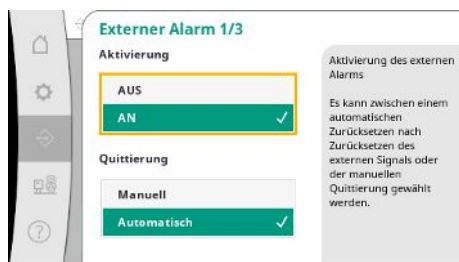 Externer Alarm 1/3
Aktivierung
AUS
AN
Quittierung
Manuell
Automatisch
Aktivierung des externen
Alarms
Es kann zwischen einem
automatischen
Zurücksetzen nach
Zurücksetzen des
externen Signals oder
der manuellen
Quittierung gewählt
werden.